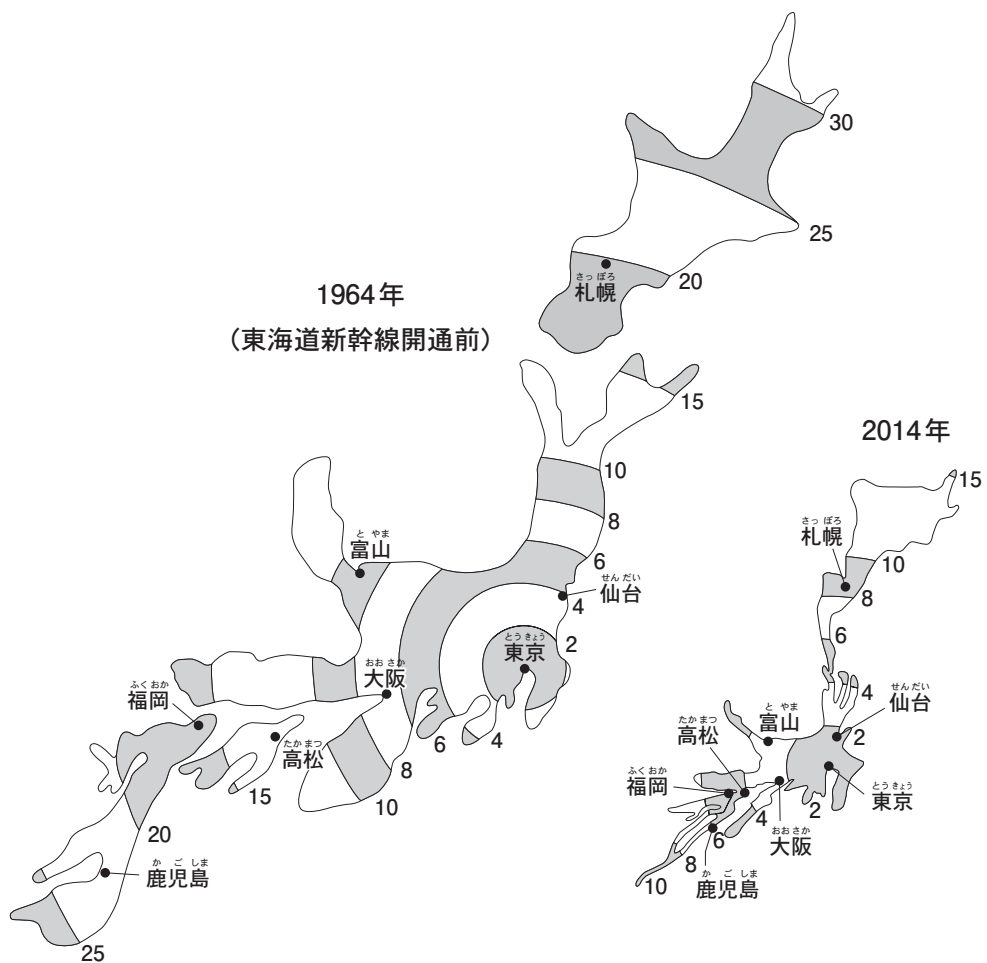 30
25
20
さっぽろ
札幌
1964年
（東海道新幹線開通前）
15
10
8
6
とやま
富山
せんだい
仙台
4
2
とうきょう
東京
おおさか
大阪
ふくおか
福岡
たかまつ
高松
4
6
8
10
15
20
かごしま
鹿児島
25
2014年
15
さっぽろ
札幌
10
8
6
4
せんだい
仙台
とやま
富山
2
たかまつ
高松
ふくおか
福岡
とうきょう
東京
2
4
おおさか
大阪
6
8
かごしま
鹿児島
10